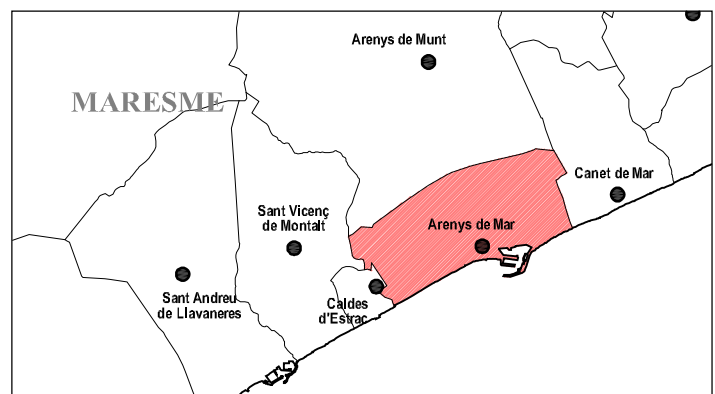 Arenys de Munt
MARESME
Canet de Mar
Sant Vicenç
de Montalt
Arenys de Mar
Sant Andreu
de Llavaneres
Caldes
d'Estrac